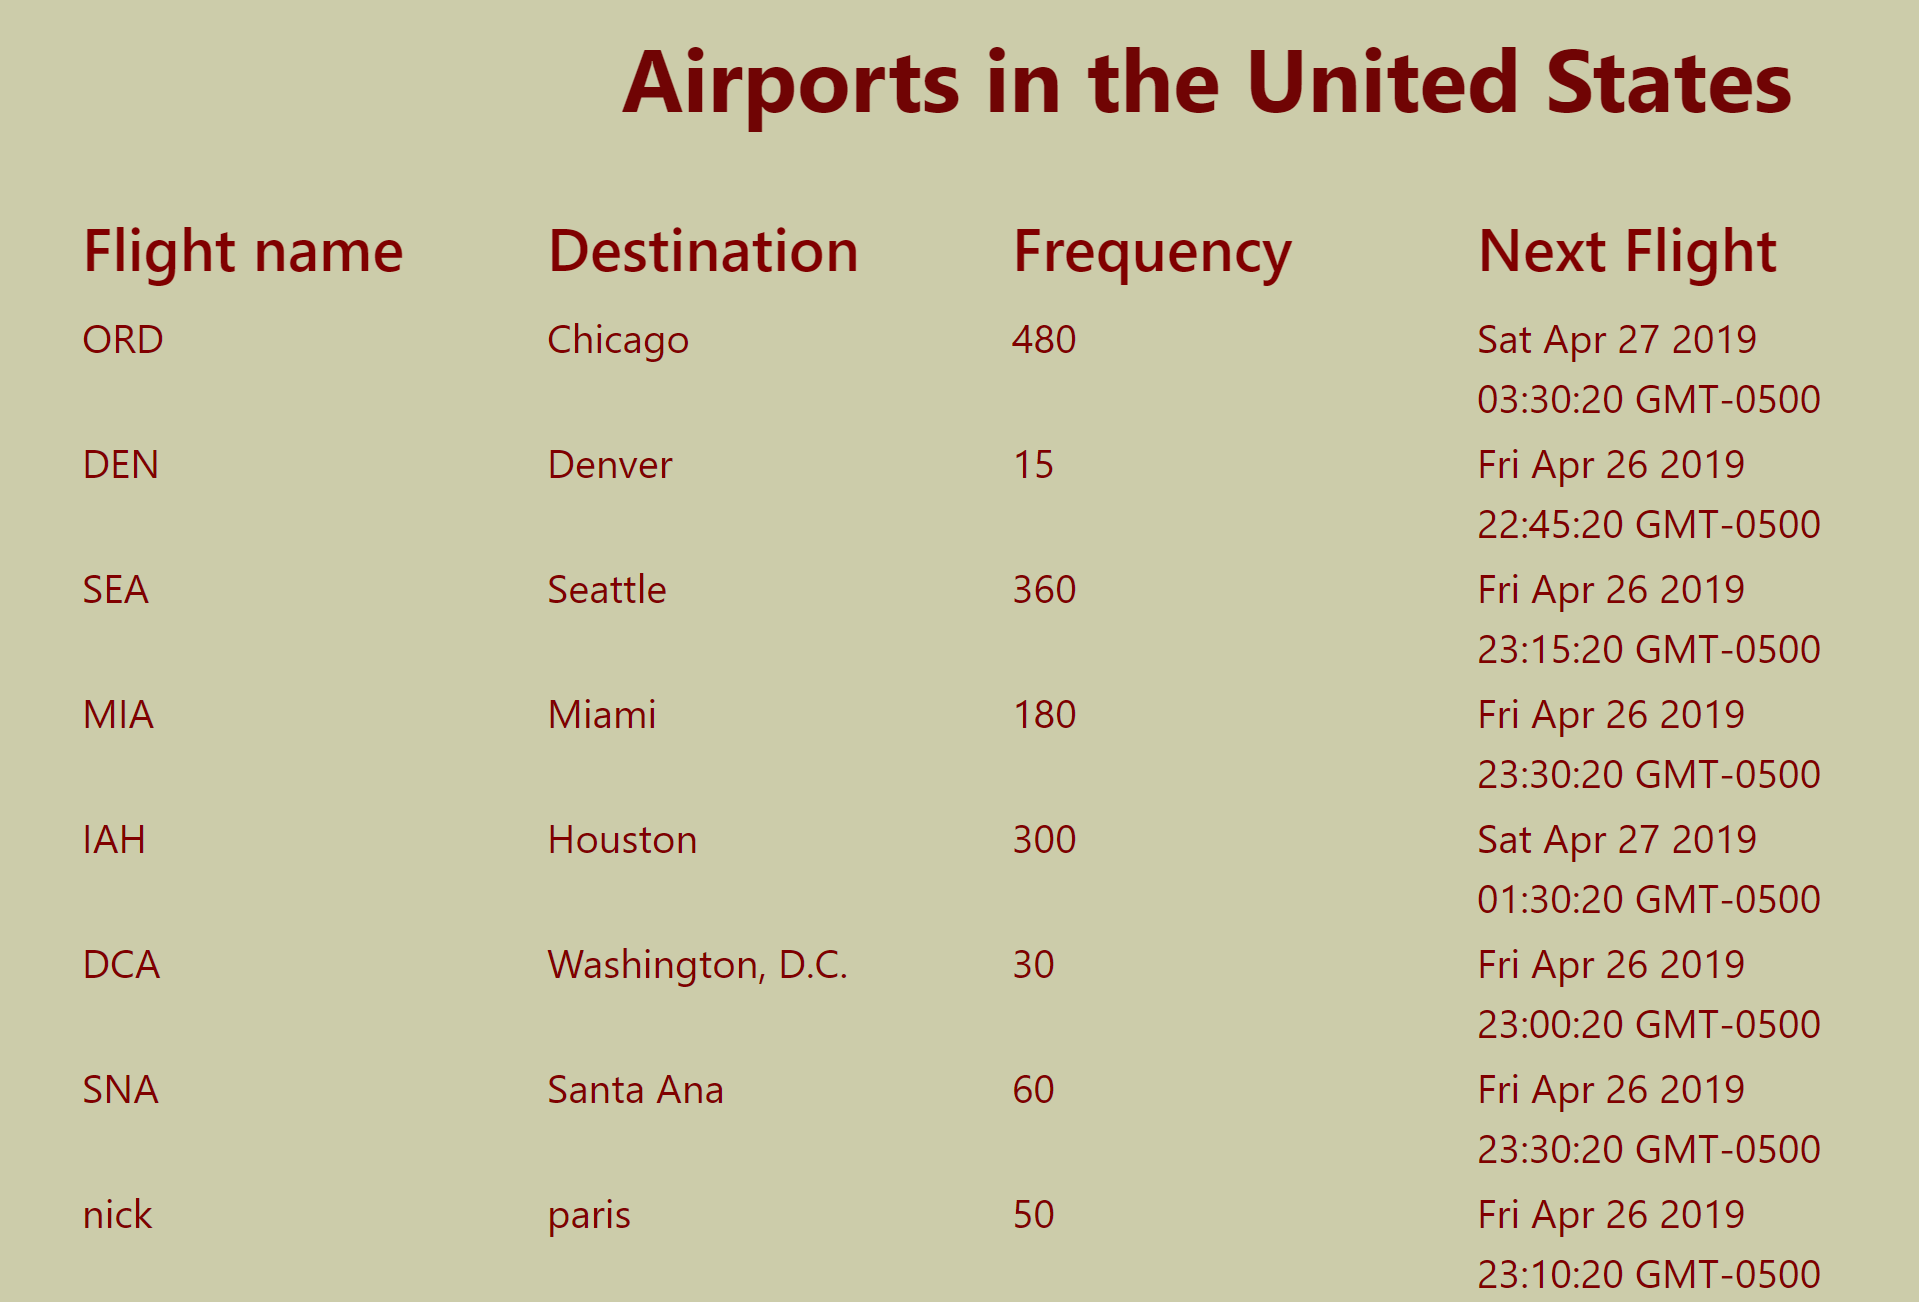 Airports in the United States
Flight name Destination Frequency Next Flight
ORD Chicago 480 Sat Apr 27 2019
03:30:20 GMT-0500
DEN Denver 15 Fri Apr 26 2019
22:45:20 GMT-0500
SEA Seattle 360 Fri Apr 26 2019
23:15:20 GMT-0500
MIA Miami 180 Fri Apr 26 2019
23:30:20 GMT-0500
IAH Houston 300 Sat Apr 27 2019
01:30:20 GMT-0500
DCA Washington, D.C. 30 Fri Apr 26 2019
23:00:20 GMT-0500
SNA Santa Ana 60 Fri Apr 26 2019
23:30:20 GMT-0500
nick paris 50 Fri Apr 26 2019
23:10:20 GMT-0500